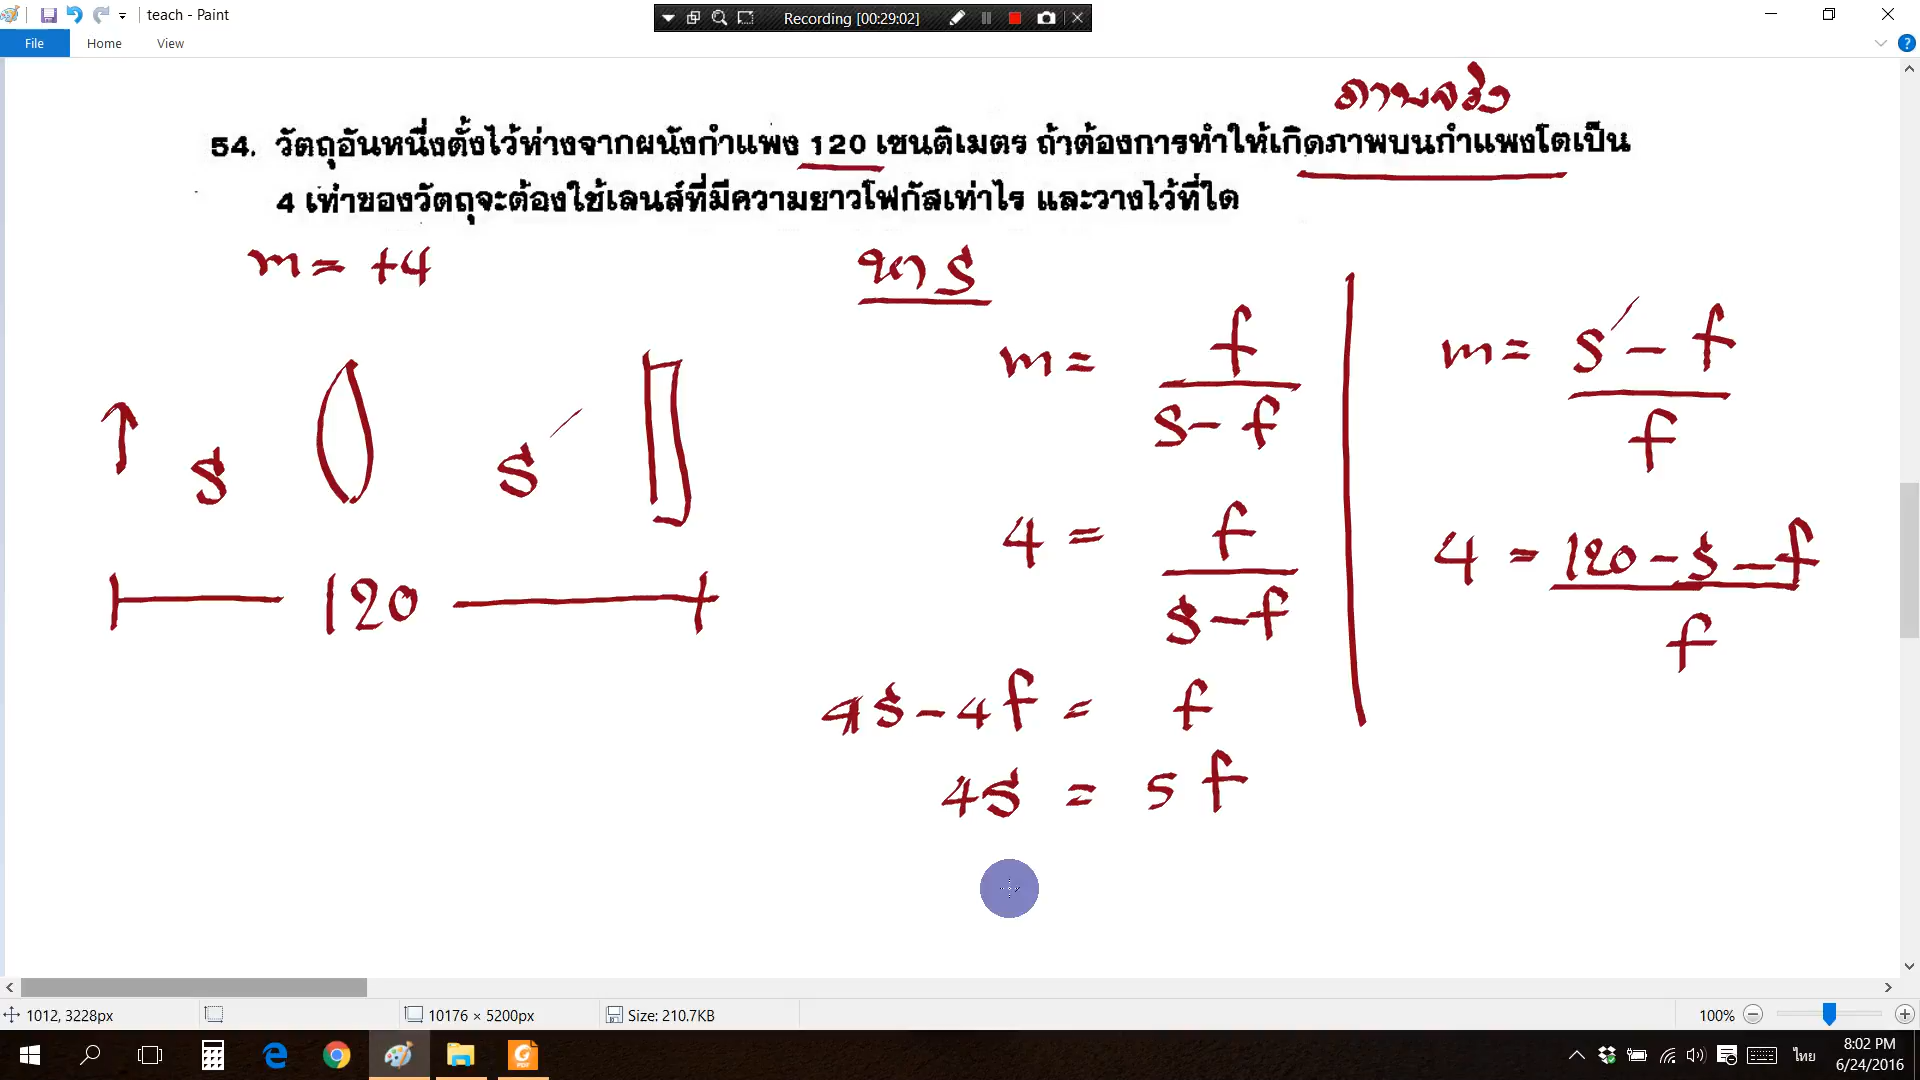 teach - Paint
Recording [00:29:02]
File Home View
ภาพจริง
54. วัตถุอันหนึ่งตั้งไว้ห่างจากผนังกำแพง 120 เซนติเมตร ถ้าต้องการทำให้เกิดภาพบนกำแพงโตเป็น
4 เท่าของวัตถุจะต้องใช้เลนส์ที่มีความยาวโฟกัสเท่าไร และวางไว้ที่ใด
m = +4
หา s
s
s′
120
m = f / s - f
4 = f / s - f
4s - 4f = f
4s = 5f
m = s′ - f / f
4 = 120 - s - f / f
1012, 3228px
10176 × 5200px
Size: 210.7KB
100%
ไทย
8:02 PM
6/24/2016